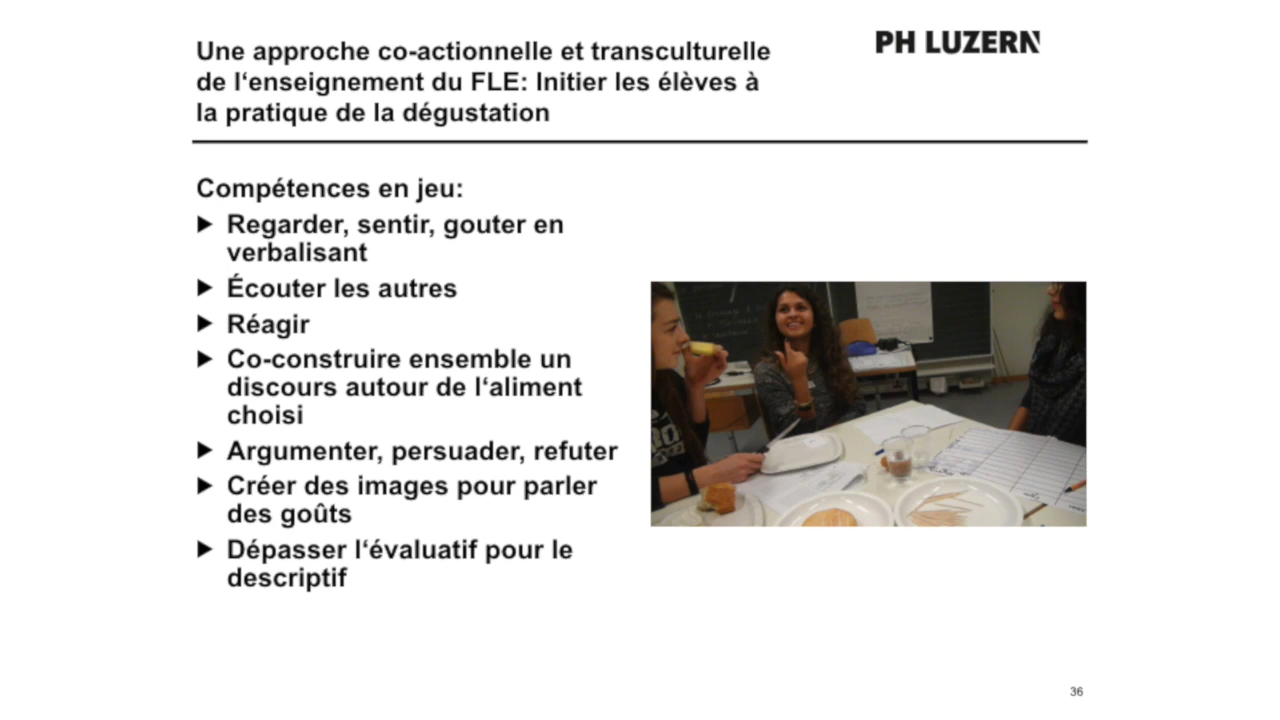 Une approche co-actionnelle et transculturelle
de l‘enseignement du FLE: Initier les élèves à
la pratique de la dégustation
PH LUZERN
Compétences en jeu:
► Regarder, sentir, gouter en
verbalisant
► Écouter les autres
► Réagir
► Co-construire ensemble un
discours autour de l‘aliment
choisi
► Argumenter, persuader, refuter
► Créer des images pour parler
des goûts
► Dépasser l‘évaluatif pour le
descriptif
36